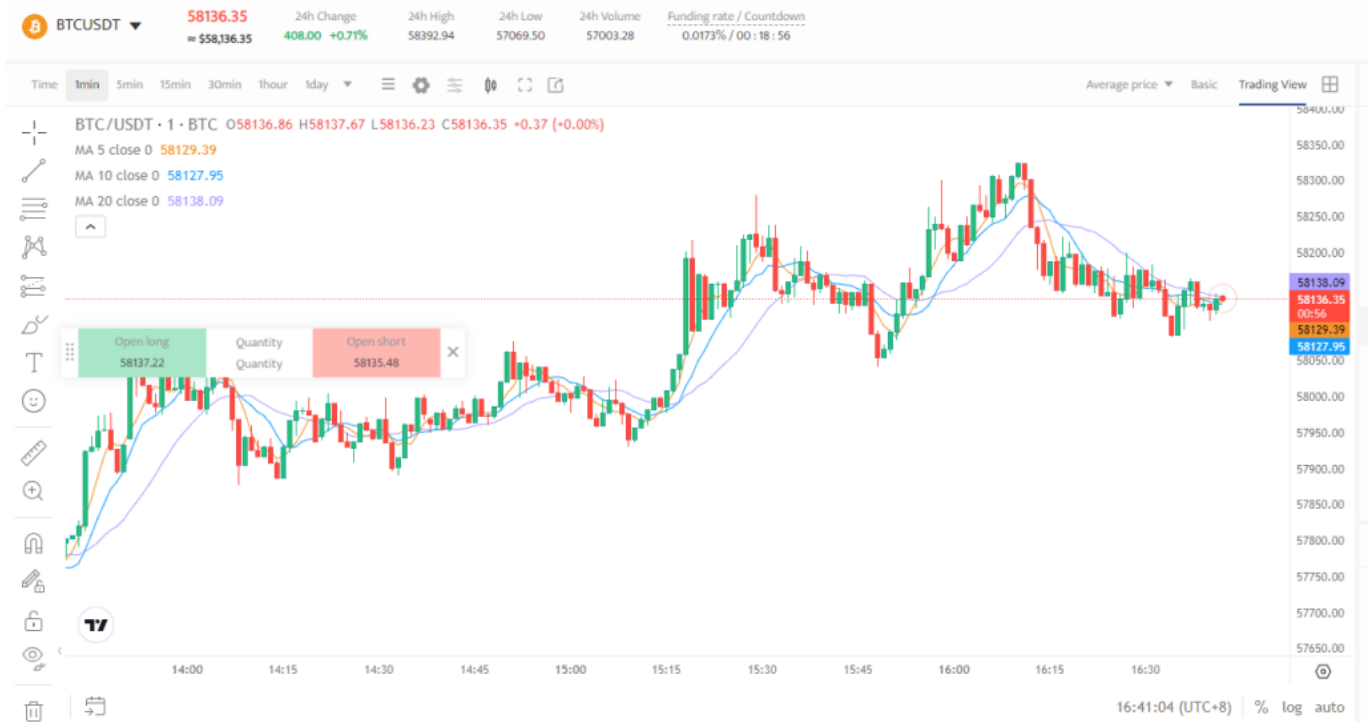 BTCUSDT
58136.35
≈ $58,136.35
24h Change
408.00 +0.71%
24h High
58392.94
24h Low
57069.50
24h Volume
57003.28
Funding rate / Countdown
0.0173% / 00 : 18 : 56
Time 1min 5min 15min 30min 1hour 1day
Average price Basic Trading View
BTC/USDT · 1 · BTC O58136.86 H58137.67 L58136.23 C58136.35 +0.37 (+0.00%)
MA 5 close 0 58129.39
MA 10 close 0 58127.95
MA 20 close 0 58138.09
Open long
58137.22
Quantity
Quantity
Open short
58135.48
58400.00
58350.00
58300.00
58250.00
58200.00
58138.09
58136.35
00:56
58129.39
58127.95
58050.00
58000.00
57950.00
57900.00
57850.00
57800.00
57750.00
57700.00
57650.00
14:00 14:15 14:30 14:45 15:00 15:15 15:30 15:45 16:00 16:15 16:30
16:41:04 (UTC+8) % log auto